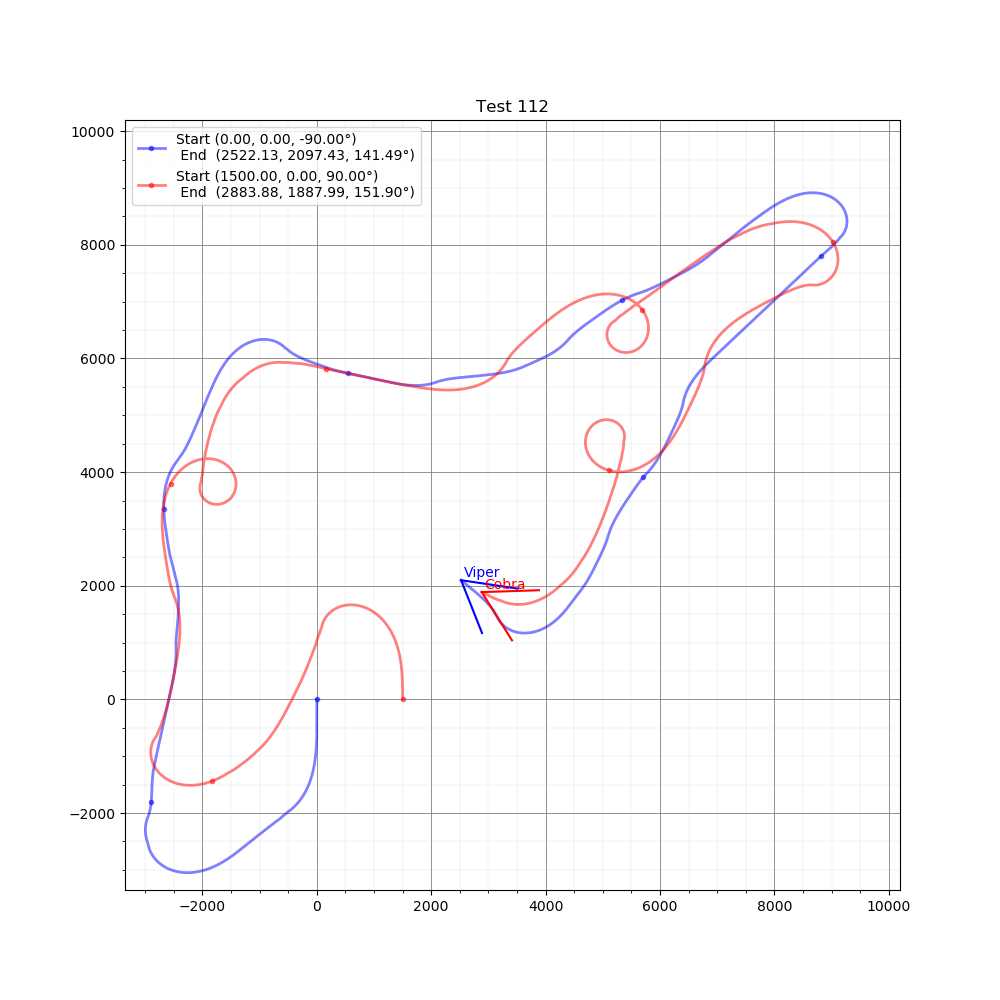 Test 112
Start (0.00, 0.00, -90.00°)
End  (2522.13, 2097.43, 141.49°)
Start (1500.00, 0.00, 90.00°)
End  (2883.88, 1887.99, 151.90°)
10000
8000
6000
4000
2000
0
−2000
Viper
Cobra
−2000
0
2000
4000
6000
8000
10000